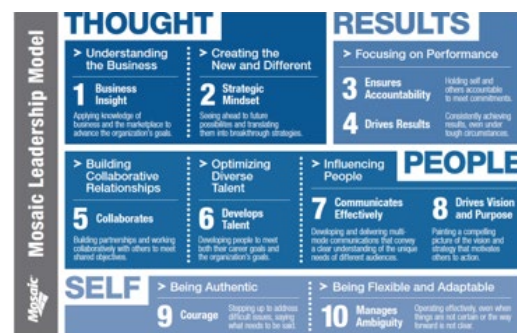 Mosaic Leadership Model
Mosaic
THOUGHT
> Understanding
the Business
1 Business
Insight
Applying knowledge of
business and the marketplace to
advance the organization's goals.
> Creating the
New and Different
2 Strategic
Mindset
Seeing ahead to future
possibilities and translating
them into breakthrough strategies.
RESULTS
> Focusing on Performance
3 Ensures
Accountability
Holding self and
others accountable
to meet commitments.
4 Drives Results
Consistently achieving
results, even under
tough circumstances.
> Building
Collaborative
Relationships
5 Collaborates
Building partnerships and working
collaboratively with others to meet
shared objectives.
> Optimizing
Diverse
Talent
6 Develops
Talent
Developing people to meet
both their career goals and
the organization's goals.
> Influencing
People
PEOPLE
7 Communicates
Effectively
Developing and delivering multi-
mode communications that convey
a clear understanding of the unique
needs of different audiences.
8 Drives Vision
and Purpose
Painting a compelling
picture of the vision and
strategy that motivates
others to action.
SELF
> Being Authentic
9 Courage
Stepping up to address
difficult issues, saying
what needs to be said.
> Being Flexible and Adaptable
10 Manages
Ambiguity
Operating effectively, even when
things are not certain or the way
forward is not clear.